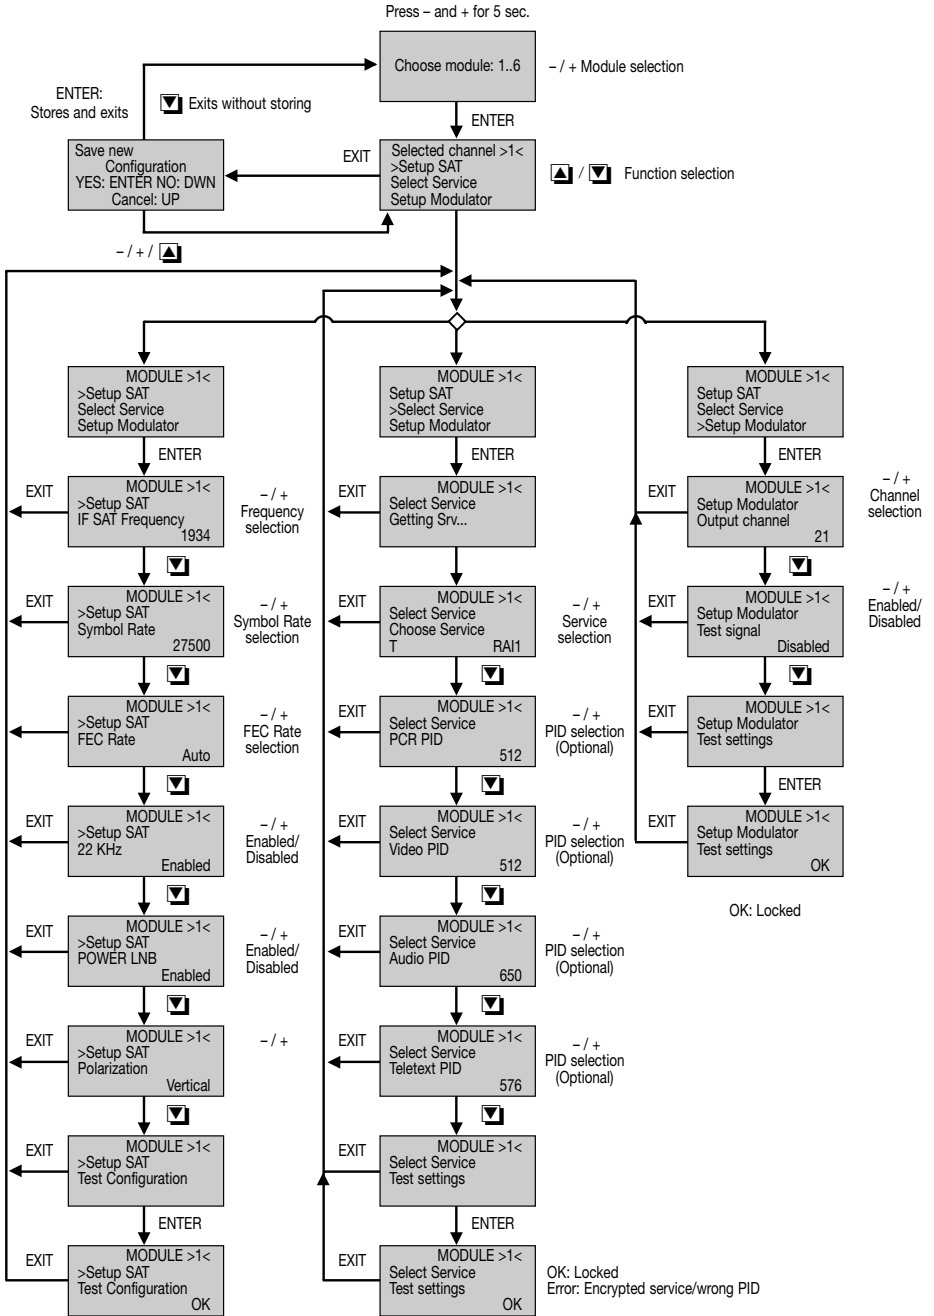 Press – and + for 5 sec.
Choose module: 1..6
– / + Module selection
ENTER:
Stores and exits
Exits without storing
ENTER
Save new
Configuration
YES: ENTER NO: DWN
Cancel: UP
EXIT
Selected channel >1<
>Setup SAT
Select Service
Setup Modulator
/ Function selection
– / + /
MODULE >1<
>Setup SAT
Select Service
Setup Modulator
ENTER
EXIT
MODULE >1<
>Setup SAT
IF SAT Frequency
1934
– / +
Frequency
selection
EXIT
MODULE >1<
>Setup SAT
Symbol Rate
27500
– / +
Symbol Rate
selection
MODULE >1<
>Setup SAT
FEC Rate
Auto
– / +
FEC Rate
selection
EXIT
MODULE >1<
>Setup SAT
22 KHz
Enabled
– / +
Enabled/
Disabled
EXIT
MODULE >1<
>Setup SAT
POWER LNB
Enabled
– / +
Enabled/
Disabled
EXIT
MODULE >1<
>Setup SAT
Polarization
Vertical
– / +
EXIT
MODULE >1<
>Setup SAT
Test Configuration
ENTER
EXIT
MODULE >1<
>Setup SAT
Test Configuration
OK
MODULE >1<
Setup SAT
>Select Service
Setup Modulator
ENTER
EXIT
MODULE >1<
Select Service
Getting Srv...
EXIT
MODULE >1<
Select Service
Choose Service
T RAI1
– / +
Service
selection
EXIT
MODULE >1<
Select Service
PCR PID
512
– / +
PID selection
(Optional)
EXIT
MODULE >1<
Select Service
Video PID
512
– / +
PID selection
(Optional)
EXIT
MODULE >1<
Select Service
Audio PID
650
– / +
PID selection
(Optional)
EXIT
MODULE >1<
Select Service
Teletext PID
576
– / +
PID selection
(Optional)
EXIT
MODULE >1<
Select Service
Test settings
ENTER
EXIT
MODULE >1<
Select Service
Test settings
OK
OK: Locked
Error: Encrypted service/wrong PID
MODULE >1<
Setup SAT
Select Service
>Setup Modulator
ENTER
EXIT
MODULE >1<
Setup Modulator
Output channel
21
– / +
Channel
selection
EXIT
MODULE >1<
Setup Modulator
Test signal
Disabled
– / +
Enabled/
Disabled
EXIT
MODULE >1<
Setup Modulator
Test settings
ENTER
EXIT
MODULE >1<
Setup Modulator
Test settings
OK
OK: Locked